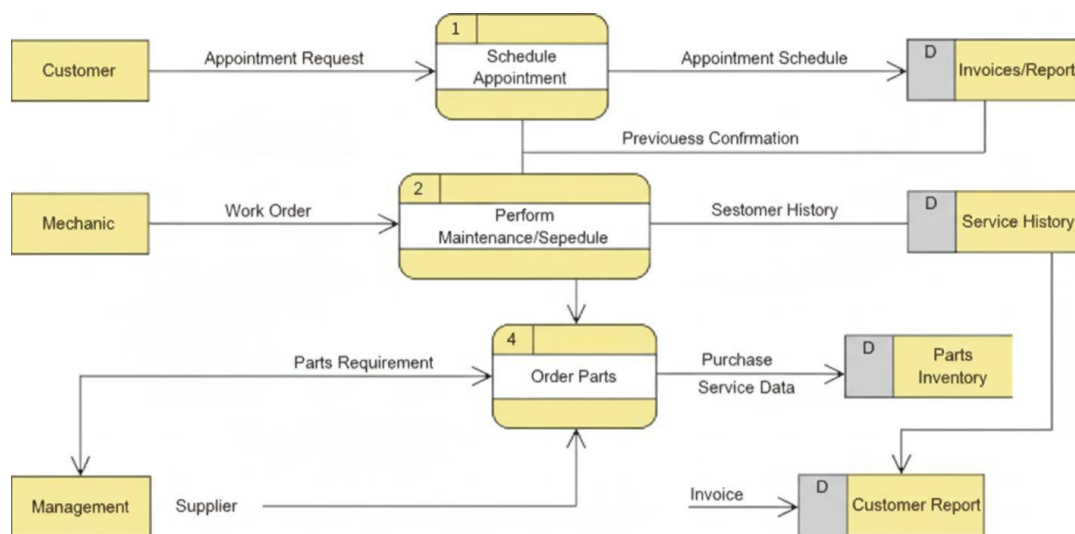 1
Customer
Appointment Request
Schedule
Appointment
Appointment Schedule
D
Invoices/Report
Previouess Confrmation
2
Mechanic
Work Order
Perform
Maintenance/Sepedule
Sestomer History
D
Service History
4
Parts Requirement
Order Parts
Purchase
Service Data
D
Parts
Inventory
Management
Supplier
Invoice
D
Customer Report